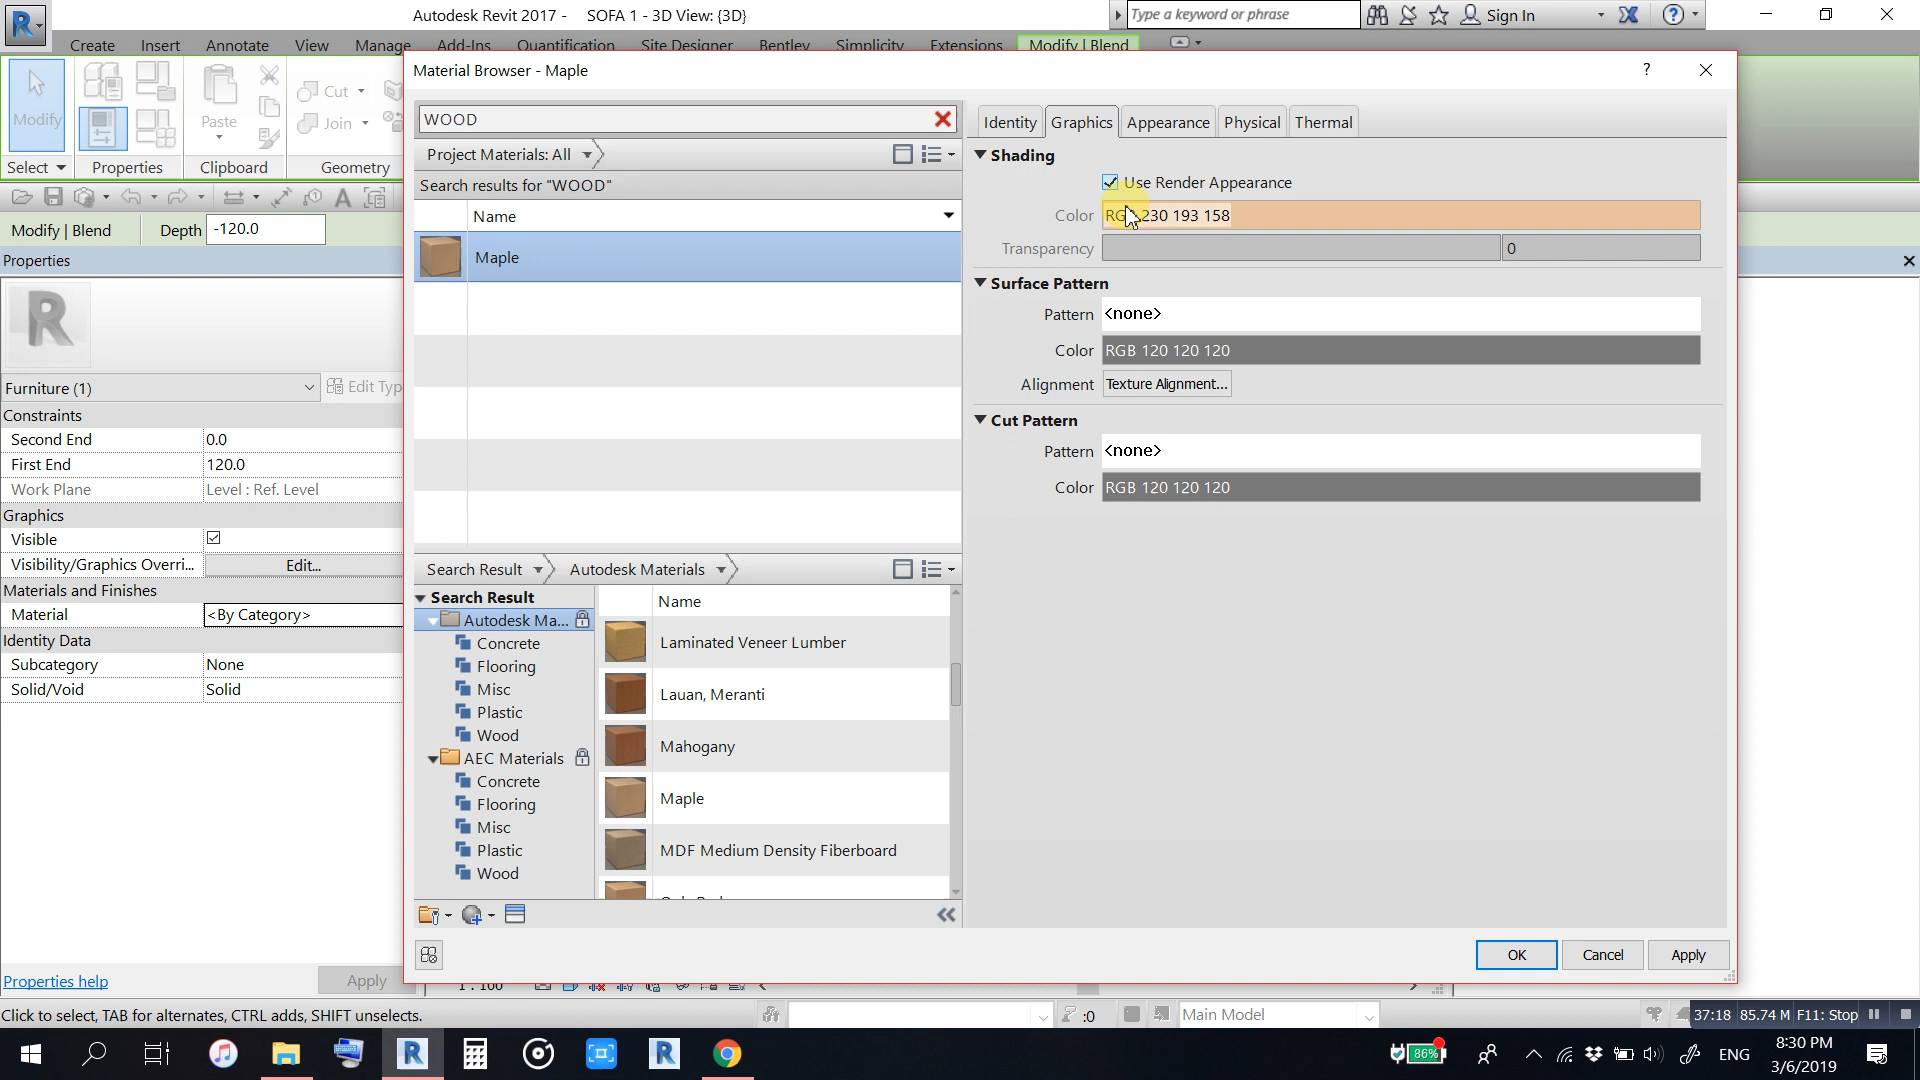 Autodesk Revit 2017 - SOFA 1 - 3D View: {3D}
Type a keyword or phrase
Sign In
Create Insert Annotate View Manage Add-Ins Quantification Site Designer Bentley Simplicity Extensions Modify | Blend
Modify
Paste
Cut
Join
Select Properties Clipboard Geometry
Modify | Blend Depth -120.0
Properties
Furniture (1)
Edit Typ
Constraints
Second End 0.0
First End 120.0
Work Plane Level : Ref. Level
Graphics
Visible
Visibility/Graphics Overri... Edit...
Materials and Finishes
Material <By Category>
Identity Data
Subcategory None
Solid/Void Solid
Properties help Apply
Material Browser - Maple
WOOD
Project Materials: All
Search results for "WOOD"
Name
Maple
Search Result Autodesk Materials
Search Result
Autodesk Ma...
Concrete
Flooring
Misc
Plastic
Wood
AEC Materials
Concrete
Flooring
Misc
Plastic
Wood
Name
Laminated Veneer Lumber
Lauan, Meranti
Mahogany
Maple
MDF Medium Density Fiberboard
Identity Graphics Appearance Physical Thermal
Shading
Use Render Appearance
Color RGB 230 193 158
Transparency 0
Surface Pattern
Pattern <none>
Color RGB 120 120 120
Alignment Texture Alignment...
Cut Pattern
Pattern <none>
Color RGB 120 120 120
OK Cancel Apply
1 : 100
Click to select, TAB for alternates, CTRL adds, SHIFT unselects.
:0
Main Model
37:18 85.74 M F11: Stop
86%
ENG
8:30 PM
3/6/2019